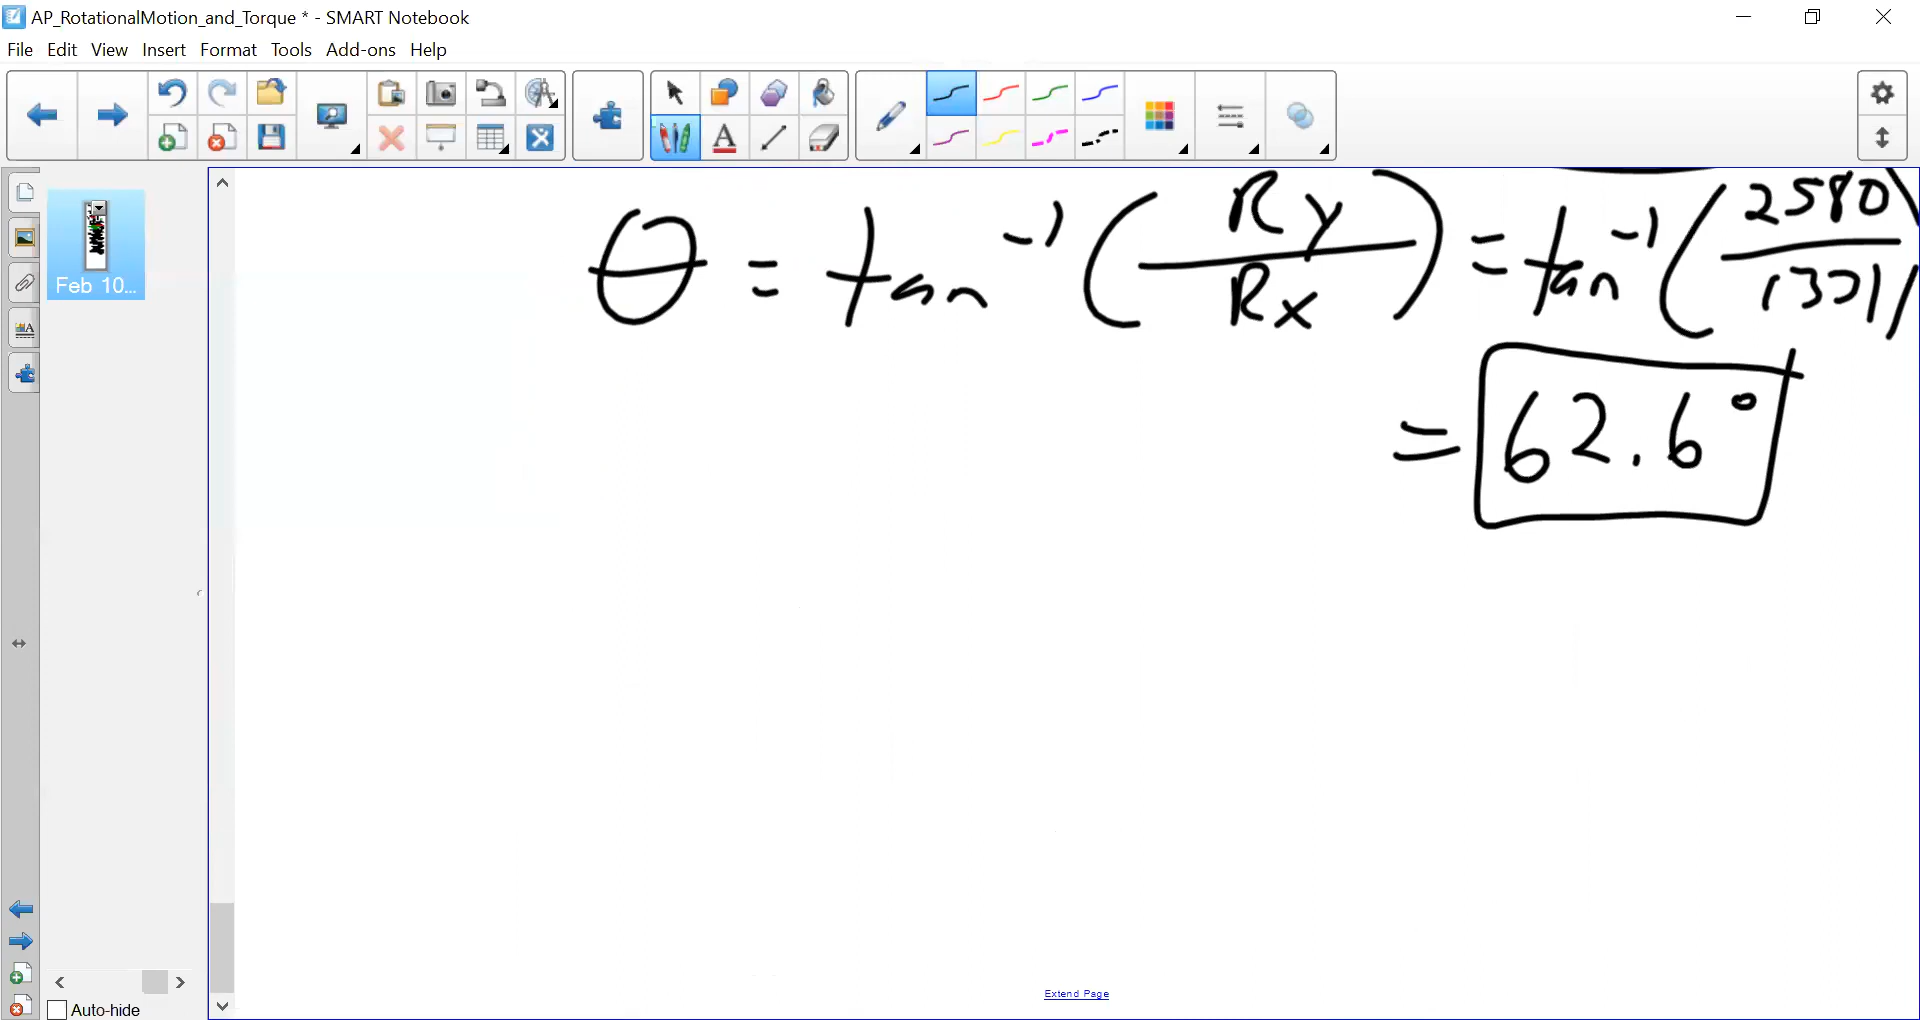 AP_RotationalMotion_and_Torque * - SMART Notebook
File Edit View Insert Format Tools Add-ons Help
Feb 10...
θ = tan⁻¹ (Ry/Rx) = tan⁻¹ (2580/1331)
= 62.6°
Extend Page
Auto-hide